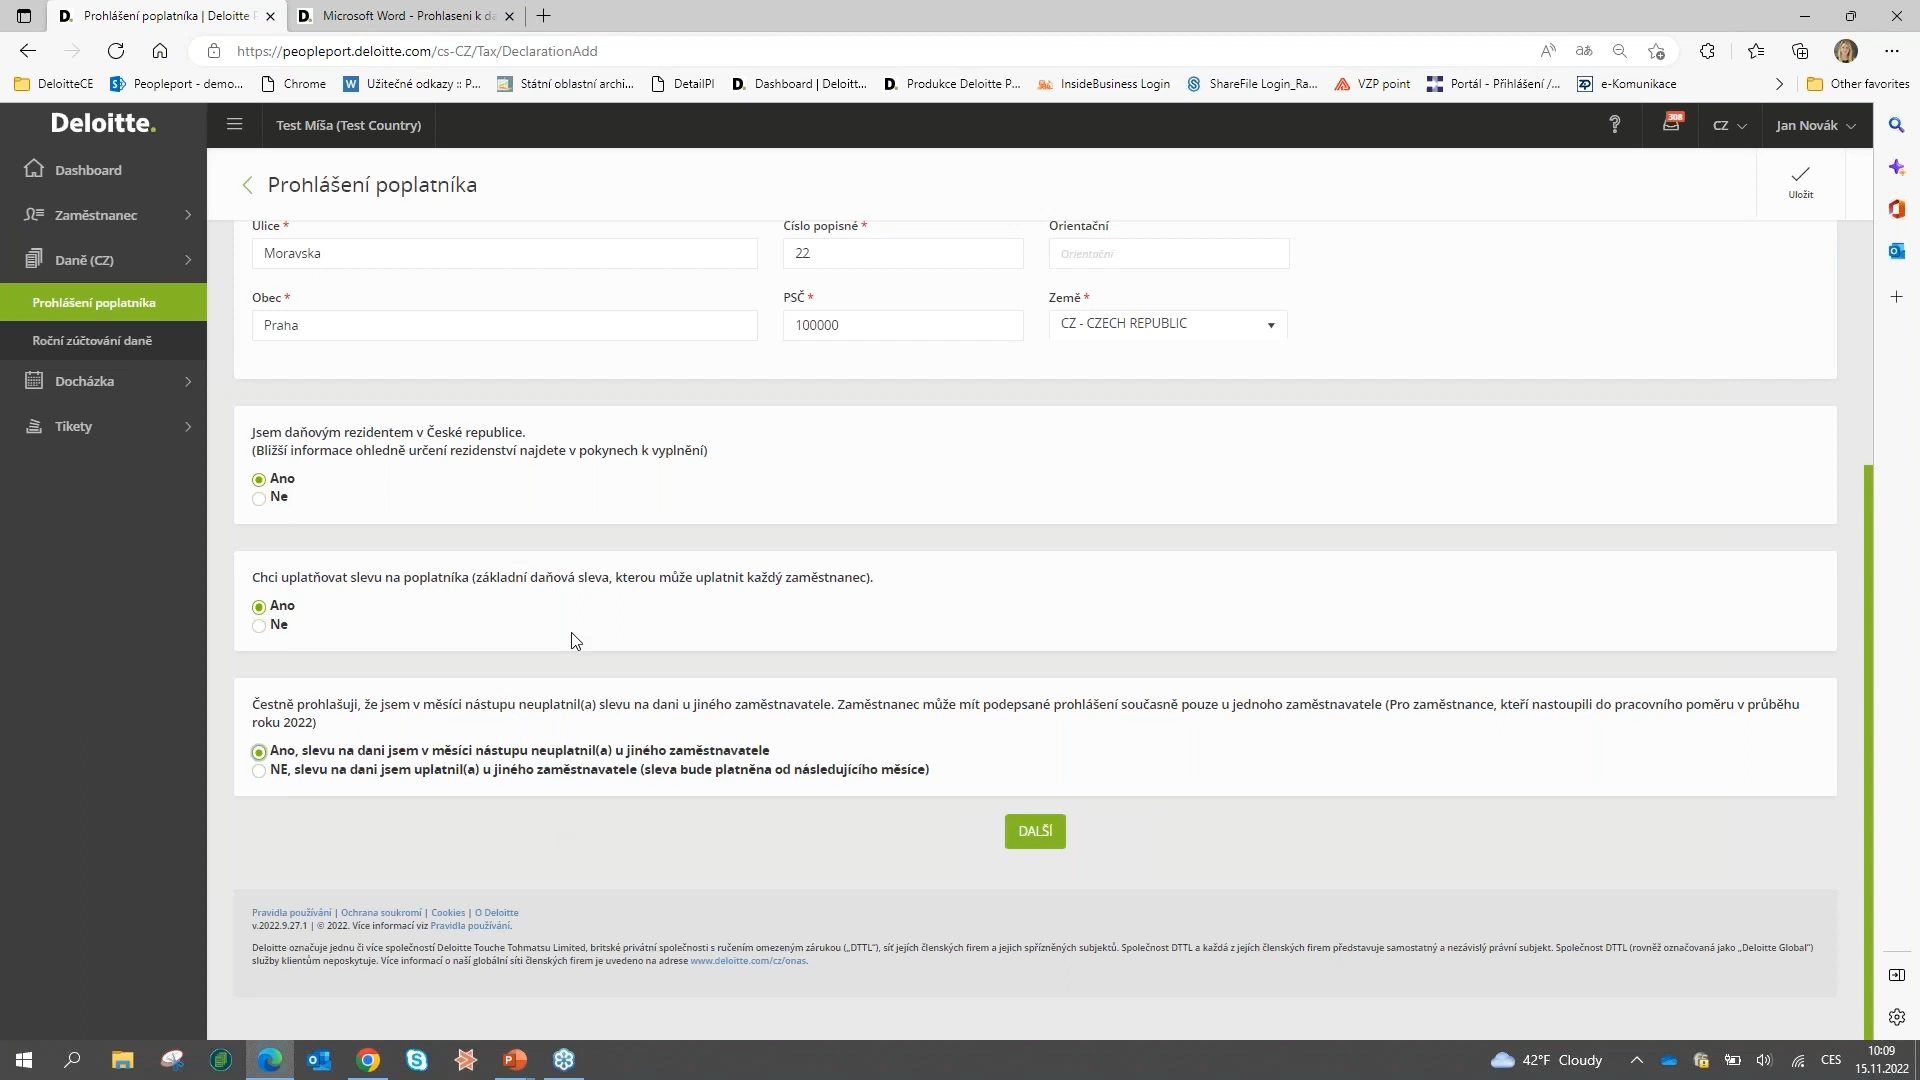 Prohlášení poplatníka | Deloitte P
Microsoft Word - Prohlaseni k da
https://peopleport.deloitte.com/cs-CZ/Tax/DeclarationAdd
DeloitteCE
Peopleport - demo...
Chrome
Užitečné odkazy :: P...
Státní oblastní archi...
DetailPI
Dashboard | Deloitt...
Produkce Deloitte P...
InsideBusiness Login
ShareFile Login_Ra...
VZP point
Portál - Přihlášení /...
e-Komunikace
Other favorites
Deloitte.
Test Míša (Test Country)
308
CZ
Jan Novák
Dashboard
Zaměstnanec
Daně (CZ)
Prohlášení poplatníka
Roční zúčtování daně
Docházka
Tikety
Prohlášení poplatníka
Uložit
Ulice *
Číslo popisné *
Orientační
Moravska
22
Orientační
Obec *
PSČ *
Země *
Praha
100000
CZ - CZECH REPUBLIC
Jsem daňovým rezidentem v České republice.
(Bližší informace ohledně určení rezidenství najdete v pokynech k vyplnění)
Ano
Ne
Chci uplatňovat slevu na poplatníka (základní daňová sleva, kterou může uplatnit každý zaměstnanec).
Ano
Ne
Čestně prohlašuji, že jsem v měsíci nástupu neuplatnil(a) slevu na dani u jiného zaměstnavatele. Zaměstnanec může mít podepsané prohlášení současně pouze u jednoho zaměstnavatele (Pro zaměstnance, kteří nastoupili do pracovního poměru v průběhu
roku 2022)
Ano, slevu na dani jsem v měsíci nástupu neuplatnil(a) u jiného zaměstnavatele
NE, slevu na dani jsem uplatnil(a) u jiného zaměstnavatele (sleva bude platněna od následujícího měsíce)
DALŠÍ
Pravidla používání | Ochrana soukromí | Cookies | O Deloitte
v.2022.9.27.1 | © 2022. Více informací viz Pravidla používání.
Deloitte označuje jednu či více společností Deloitte Touche Tohmatsu Limited, britské privátní společnosti s ručením omezeným zárukou („DTTL“), síť jejích členských firem a jejich spřízněných subjektů. Společnost DTTL a každá z jejích členských firem představuje samostatný a nezávislý právní subjekt. Společnost DTTL (rovněž označovaná jako „Deloitte Global“)
služby klientům neposkytuje. Více informací o naší globální síti členských firem je uvedeno na adrese www.deloitte.com/cz/onas.
42°F Cloudy
CES
10:09
15.11.2022